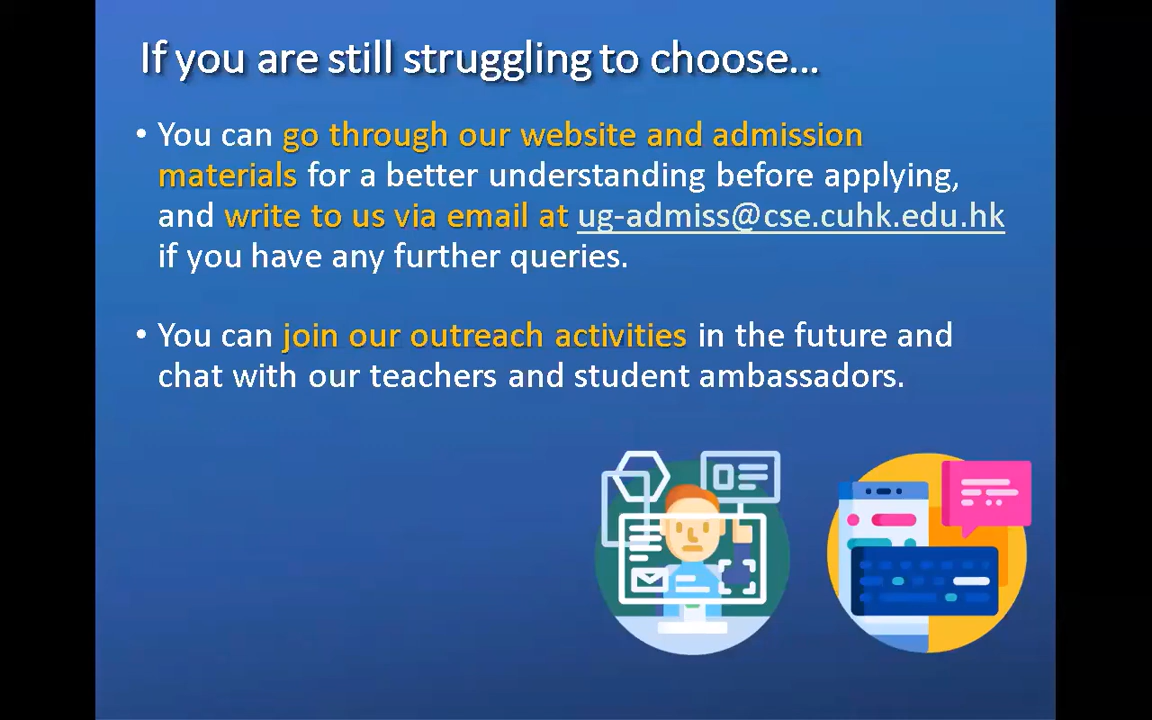 If you are still struggling to choose...
• You can go through our website and admission
materials for a better understanding before applying,
and write to us via email at ug-admiss@cse.cuhk.edu.hk
if you have any further queries.
• You can join our outreach activities in the future and
chat with our teachers and student ambassadors.